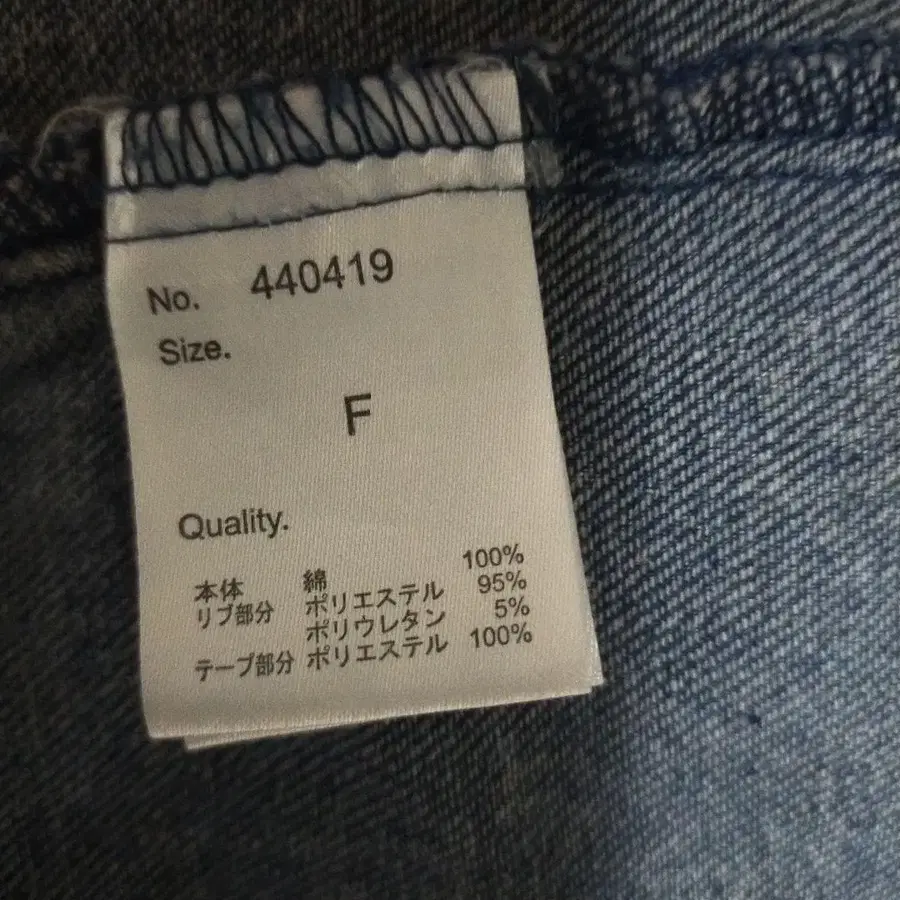 No. 440419
Size.
F
Quality.
本体 綿 100%
リブ部分 ポリエステル 95%
ポリウレタン 5%
テープ部分 ポリエステル 100%